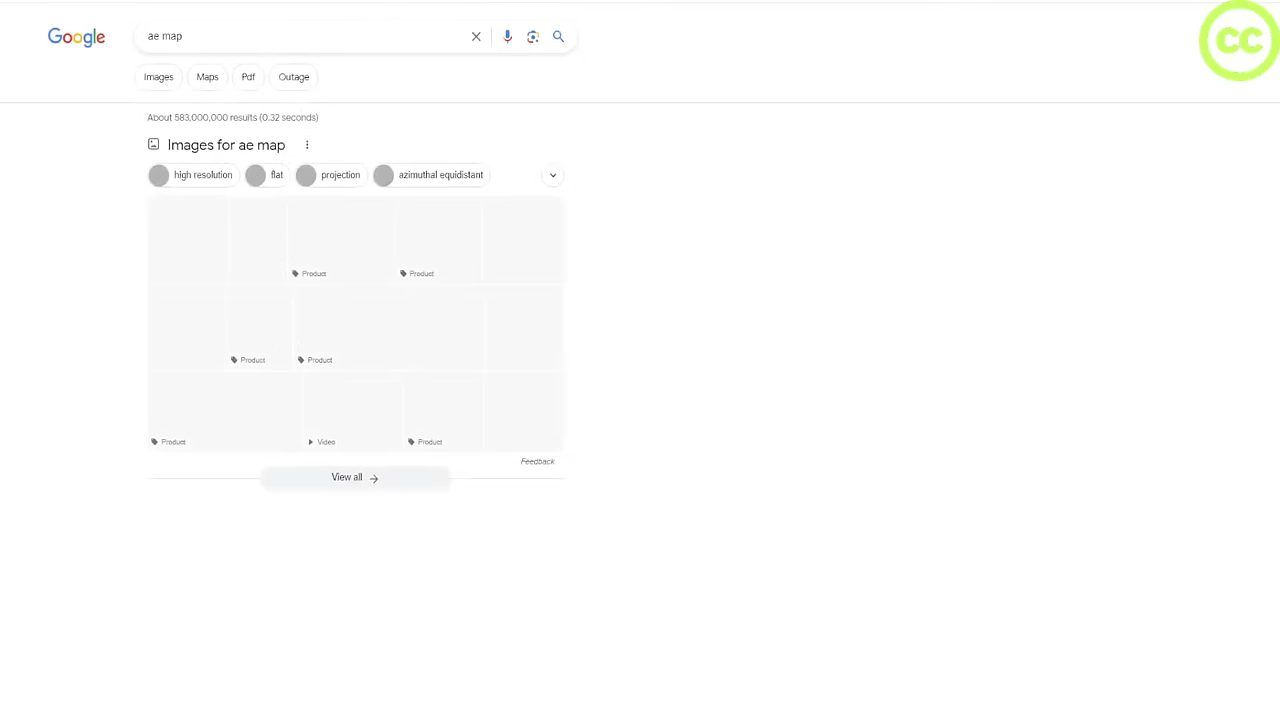 Google
ae map
CC
Images
Maps
Pdf
Outage
About 583,000,000 results (0.32 seconds)
Images for ae map
high resolution
flat
projection
azimuthal equidistant
Product
Product
Product
Product
Product
Video
Product
Feedback
View all